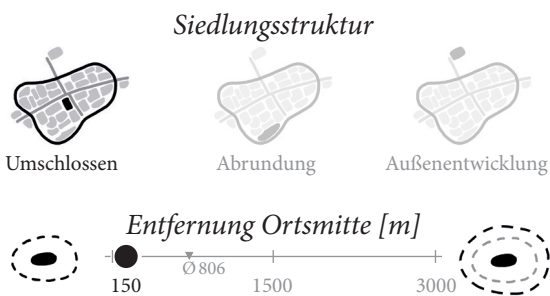 Siedlungsstruktur
Umschlossen Abrundung Außenentwicklung
Entfernung Ortsmitte [m]
Ø 806
150 1500 3000